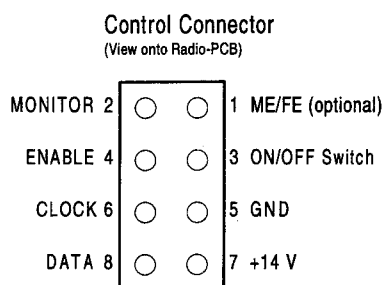 Control Connector
(View onto Radio-PCB)
MONITOR 2 1 ME/FE (optional)
ENABLE 4 3 ON/OFF Switch
CLOCK 6 5 GND
DATA 8 7 +14 V